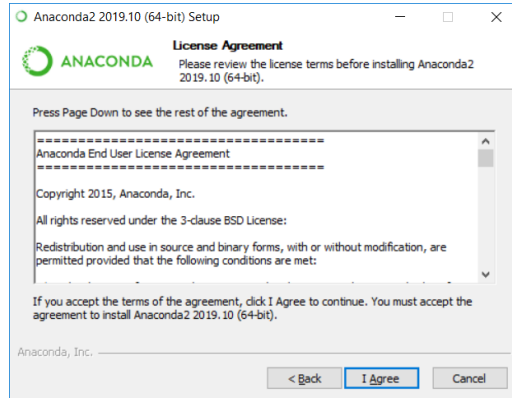 Anaconda2 2019.10 (64-bit) Setup
ANACONDA
License Agreement
Please review the license terms before installing Anaconda2
2019.10 (64-bit).
Press Page Down to see the rest of the agreement.
===================================
Anaconda End User License Agreement
===================================
Copyright 2015, Anaconda, Inc.
All rights reserved under the 3-clause BSD License:
Redistribution and use in source and binary forms, with or without modification, are
permitted provided that the following conditions are met:
If you accept the terms of the agreement, click I Agree to continue. You must accept the
agreement to install Anaconda2 2019.10 (64-bit).
Anaconda, Inc.
< Back
I Agree
Cancel